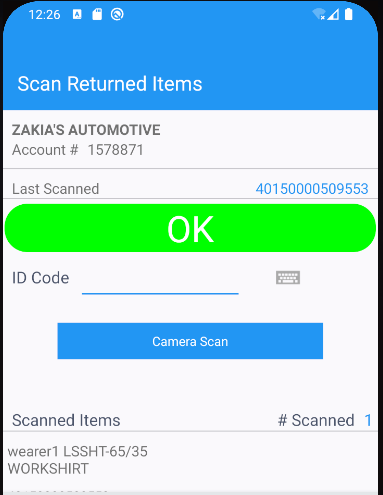 12:26
Scan Returned Items
ZAKIA'S AUTOMOTIVE
Account # 1578871
Last Scanned 40150000509553
OK
ID Code
Camera Scan
Scanned Items # Scanned 1
wearer1 LSSHT-65/35
WORKSHIRT